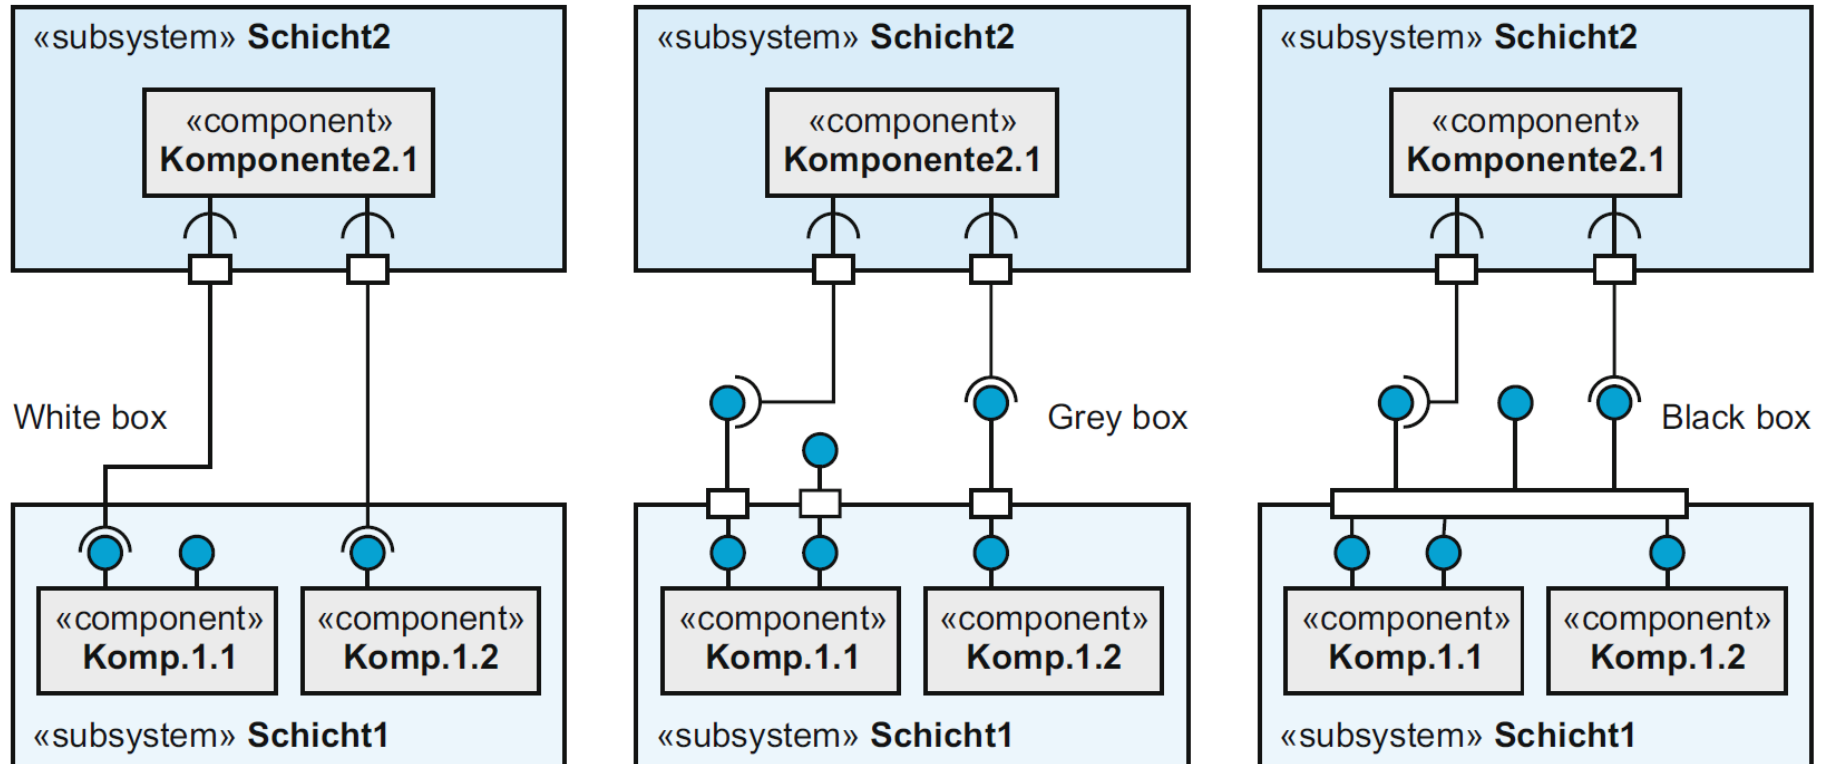 «subsystem» Schicht2
«component»
Komponente2.1
White box
«component»
Komp.1.1
«component»
Komp.1.2
«subsystem» Schicht1
«subsystem» Schicht2
«component»
Komponente2.1
Grey box
«component»
Komp.1.1
«component»
Komp.1.2
«subsystem» Schicht1
«subsystem» Schicht2
«component»
Komponente2.1
Black box
«component»
Komp.1.1
«component»
Komp.1.2
«subsystem» Schicht1